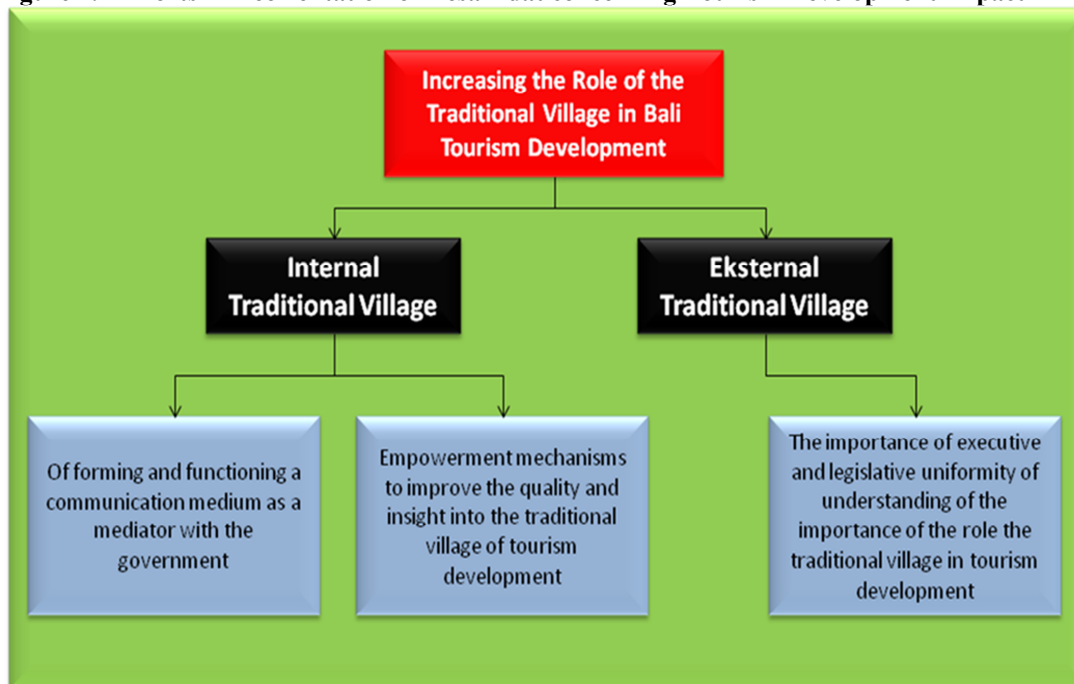 Increasing the Role of the
Traditional Village in Bali
Tourism Development
Internal
Traditional Village
Eksternal
Traditional Village
Of forming and functioning a
communication medium as a
mediator with the
government
Empowerment mechanisms
to improve the quality and
insight into the traditional
village of tourism
development
The importance of executive
and legislative uniformity of
understanding of the
importance of the role the
traditional village in tourism
development